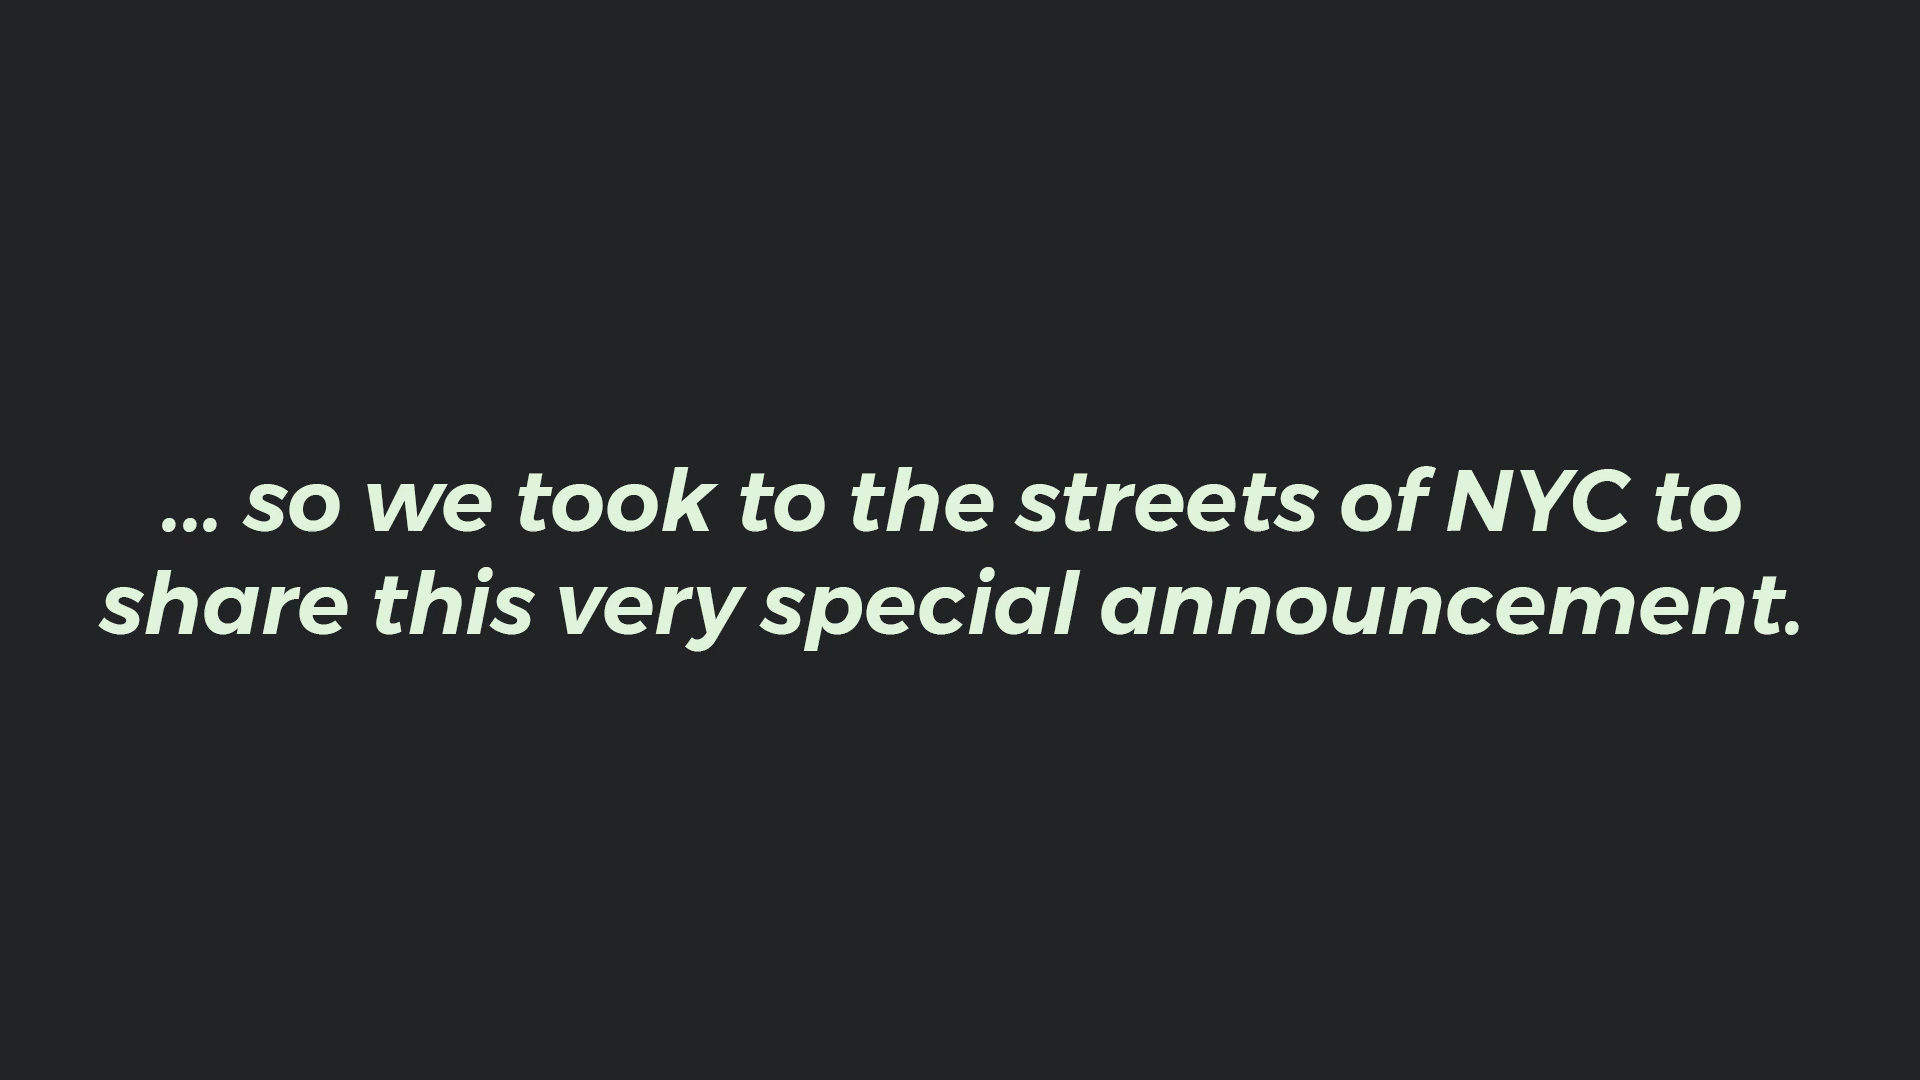 ... so we took to the streets of NYC to
share this very special announcement.